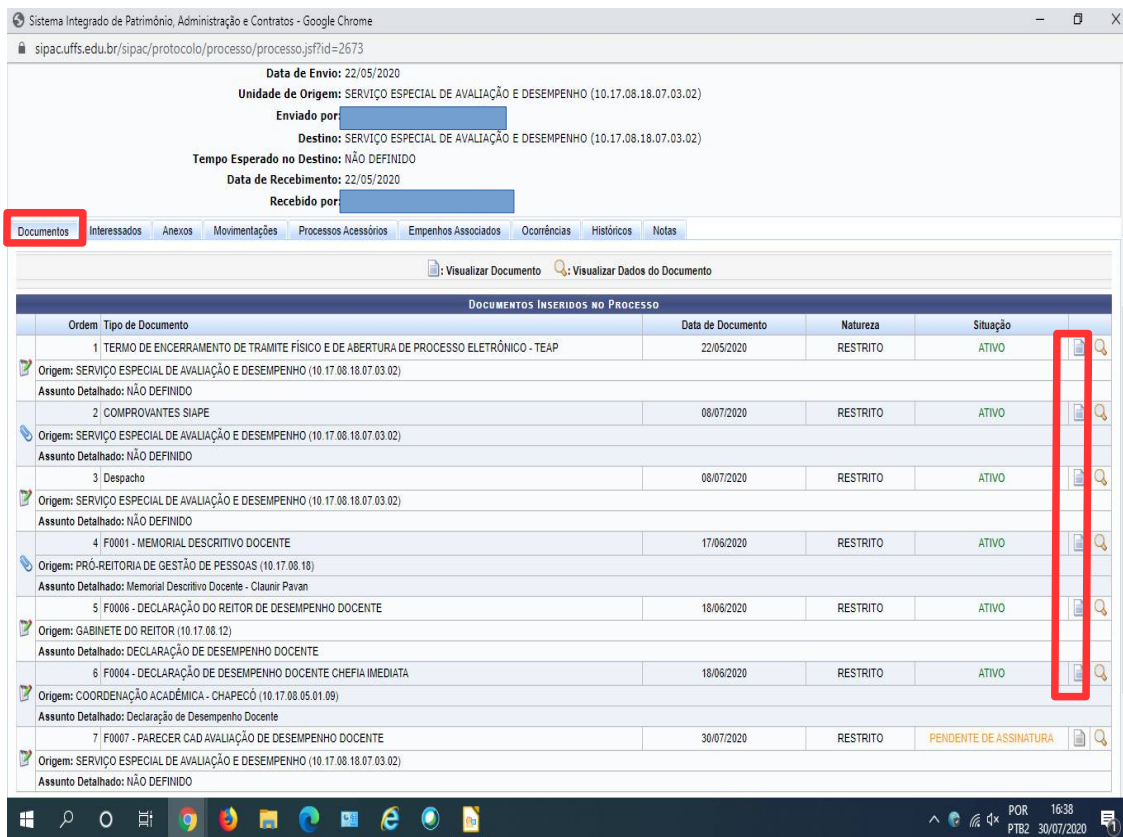 Sistema Integrado de Patrimônio, Administração e Contratos - Google Chrome
sipac.uffs.edu.br/sipac/protocolo/processo/processo.jsf?id=2673
Data de Envio: 22/05/2020
Unidade de Origem: SERVIÇO ESPECIAL DE AVALIAÇÃO E DESEMPENHO (10.17.08.18.07.03.02)
Enviado por:
Destino: SERVIÇO ESPECIAL DE AVALIAÇÃO E DESEMPENHO (10.17.08.18.07.03.02)
Tempo Esperado no Destino: NÃO DEFINIDO
Data de Recebimento: 22/05/2020
Recebido por:
Documentos Interessados Anexos Movimentações Processos Acessórios Empenhos Associados Ocorrências Históricos Notas
: Visualizar Documento : Visualizar Dados do Documento
DOCUMENTOS INSERIDOS NO PROCESSO
Ordem Tipo de Documento Data de Documento Natureza Situação
1 TERMO DE ENCERRAMENTO DE TRAMITE FÍSICO E DE ABERTURA DE PROCESSO ELETRÔNICO - TEAP 22/05/2020 RESTRITO ATIVO
Origem: SERVIÇO ESPECIAL DE AVALIAÇÃO E DESEMPENHO (10.17.08.18.07.03.02)
Assunto Detalhado: NÃO DEFINIDO
2 COMPROVANTES SIAPE 08/07/2020 RESTRITO ATIVO
Origem: SERVIÇO ESPECIAL DE AVALIAÇÃO E DESEMPENHO (10.17.08.18.07.03.02)
Assunto Detalhado: NÃO DEFINIDO
3 Despacho 08/07/2020 RESTRITO ATIVO
Origem: SERVIÇO ESPECIAL DE AVALIAÇÃO E DESEMPENHO (10.17.08.18.07.03.02)
Assunto Detalhado: NÃO DEFINIDO
4 F0001 - MEMORIAL DESCRITIVO DOCENTE 17/06/2020 RESTRITO ATIVO
Origem: PRÓ-REITORIA DE GESTÃO DE PESSOAS (10.17.08.18)
Assunto Detalhado: Memorial Descritivo Docente - Claunir Pavan
5 F0006 - DECLARAÇÃO DO REITOR DE DESEMPENHO DOCENTE 18/06/2020 RESTRITO ATIVO
Origem: GABINETE DO REITOR (10.17.08.12)
Assunto Detalhado: DECLARAÇÃO DE DESEMPENHO DOCENTE
6 F0004 - DECLARAÇÃO DE DESEMPENHO DOCENTE CHEFIA IMEDIATA 18/06/2020 RESTRITO ATIVO
Origem: COORDENAÇÃO ACADÊMICA - CHAPECÓ (10.17.08.05.01.09)
Assunto Detalhado: Declaração de Desempenho Docente
7 F0007 - PARECER CAD AVALIAÇÃO DE DESEMPENHO DOCENTE 30/07/2020 RESTRITO PENDENTE DE ASSINATURA
Origem: SERVIÇO ESPECIAL DE AVALIAÇÃO E DESEMPENHO (10.17.08.18.07.03.02)
Assunto Detalhado: NÃO DEFINIDO
POR 16:38
PTB2 30/07/2020 1